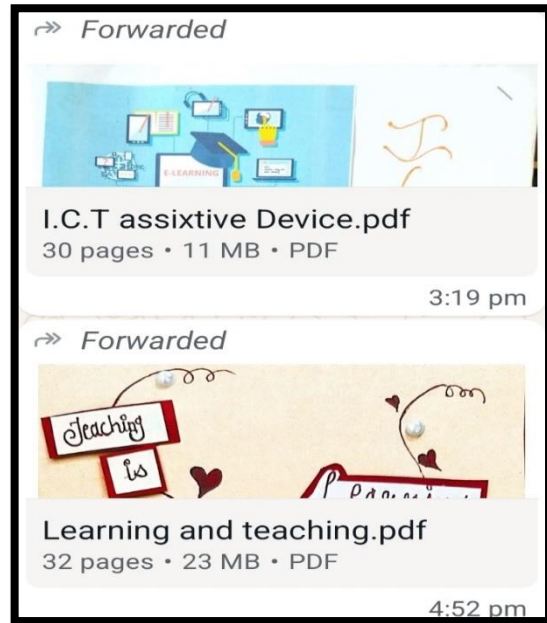 Forwarded
E-LEARNING
I.C.T assixtive Device.pdf
30 pages • 11 MB • PDF
3:19 pm
Forwarded
Teaching
is
Learning and teaching.pdf
32 pages • 23 MB • PDF
4:52 pm